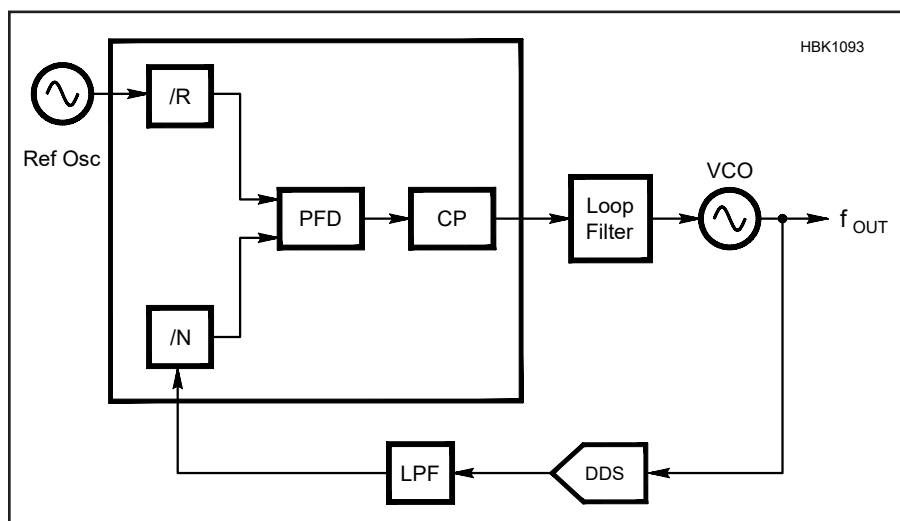 HBK1093
/R
Ref Osc
VCO
PFD
CP
Loop
Filter
f OUT
/N
LPF
DDS